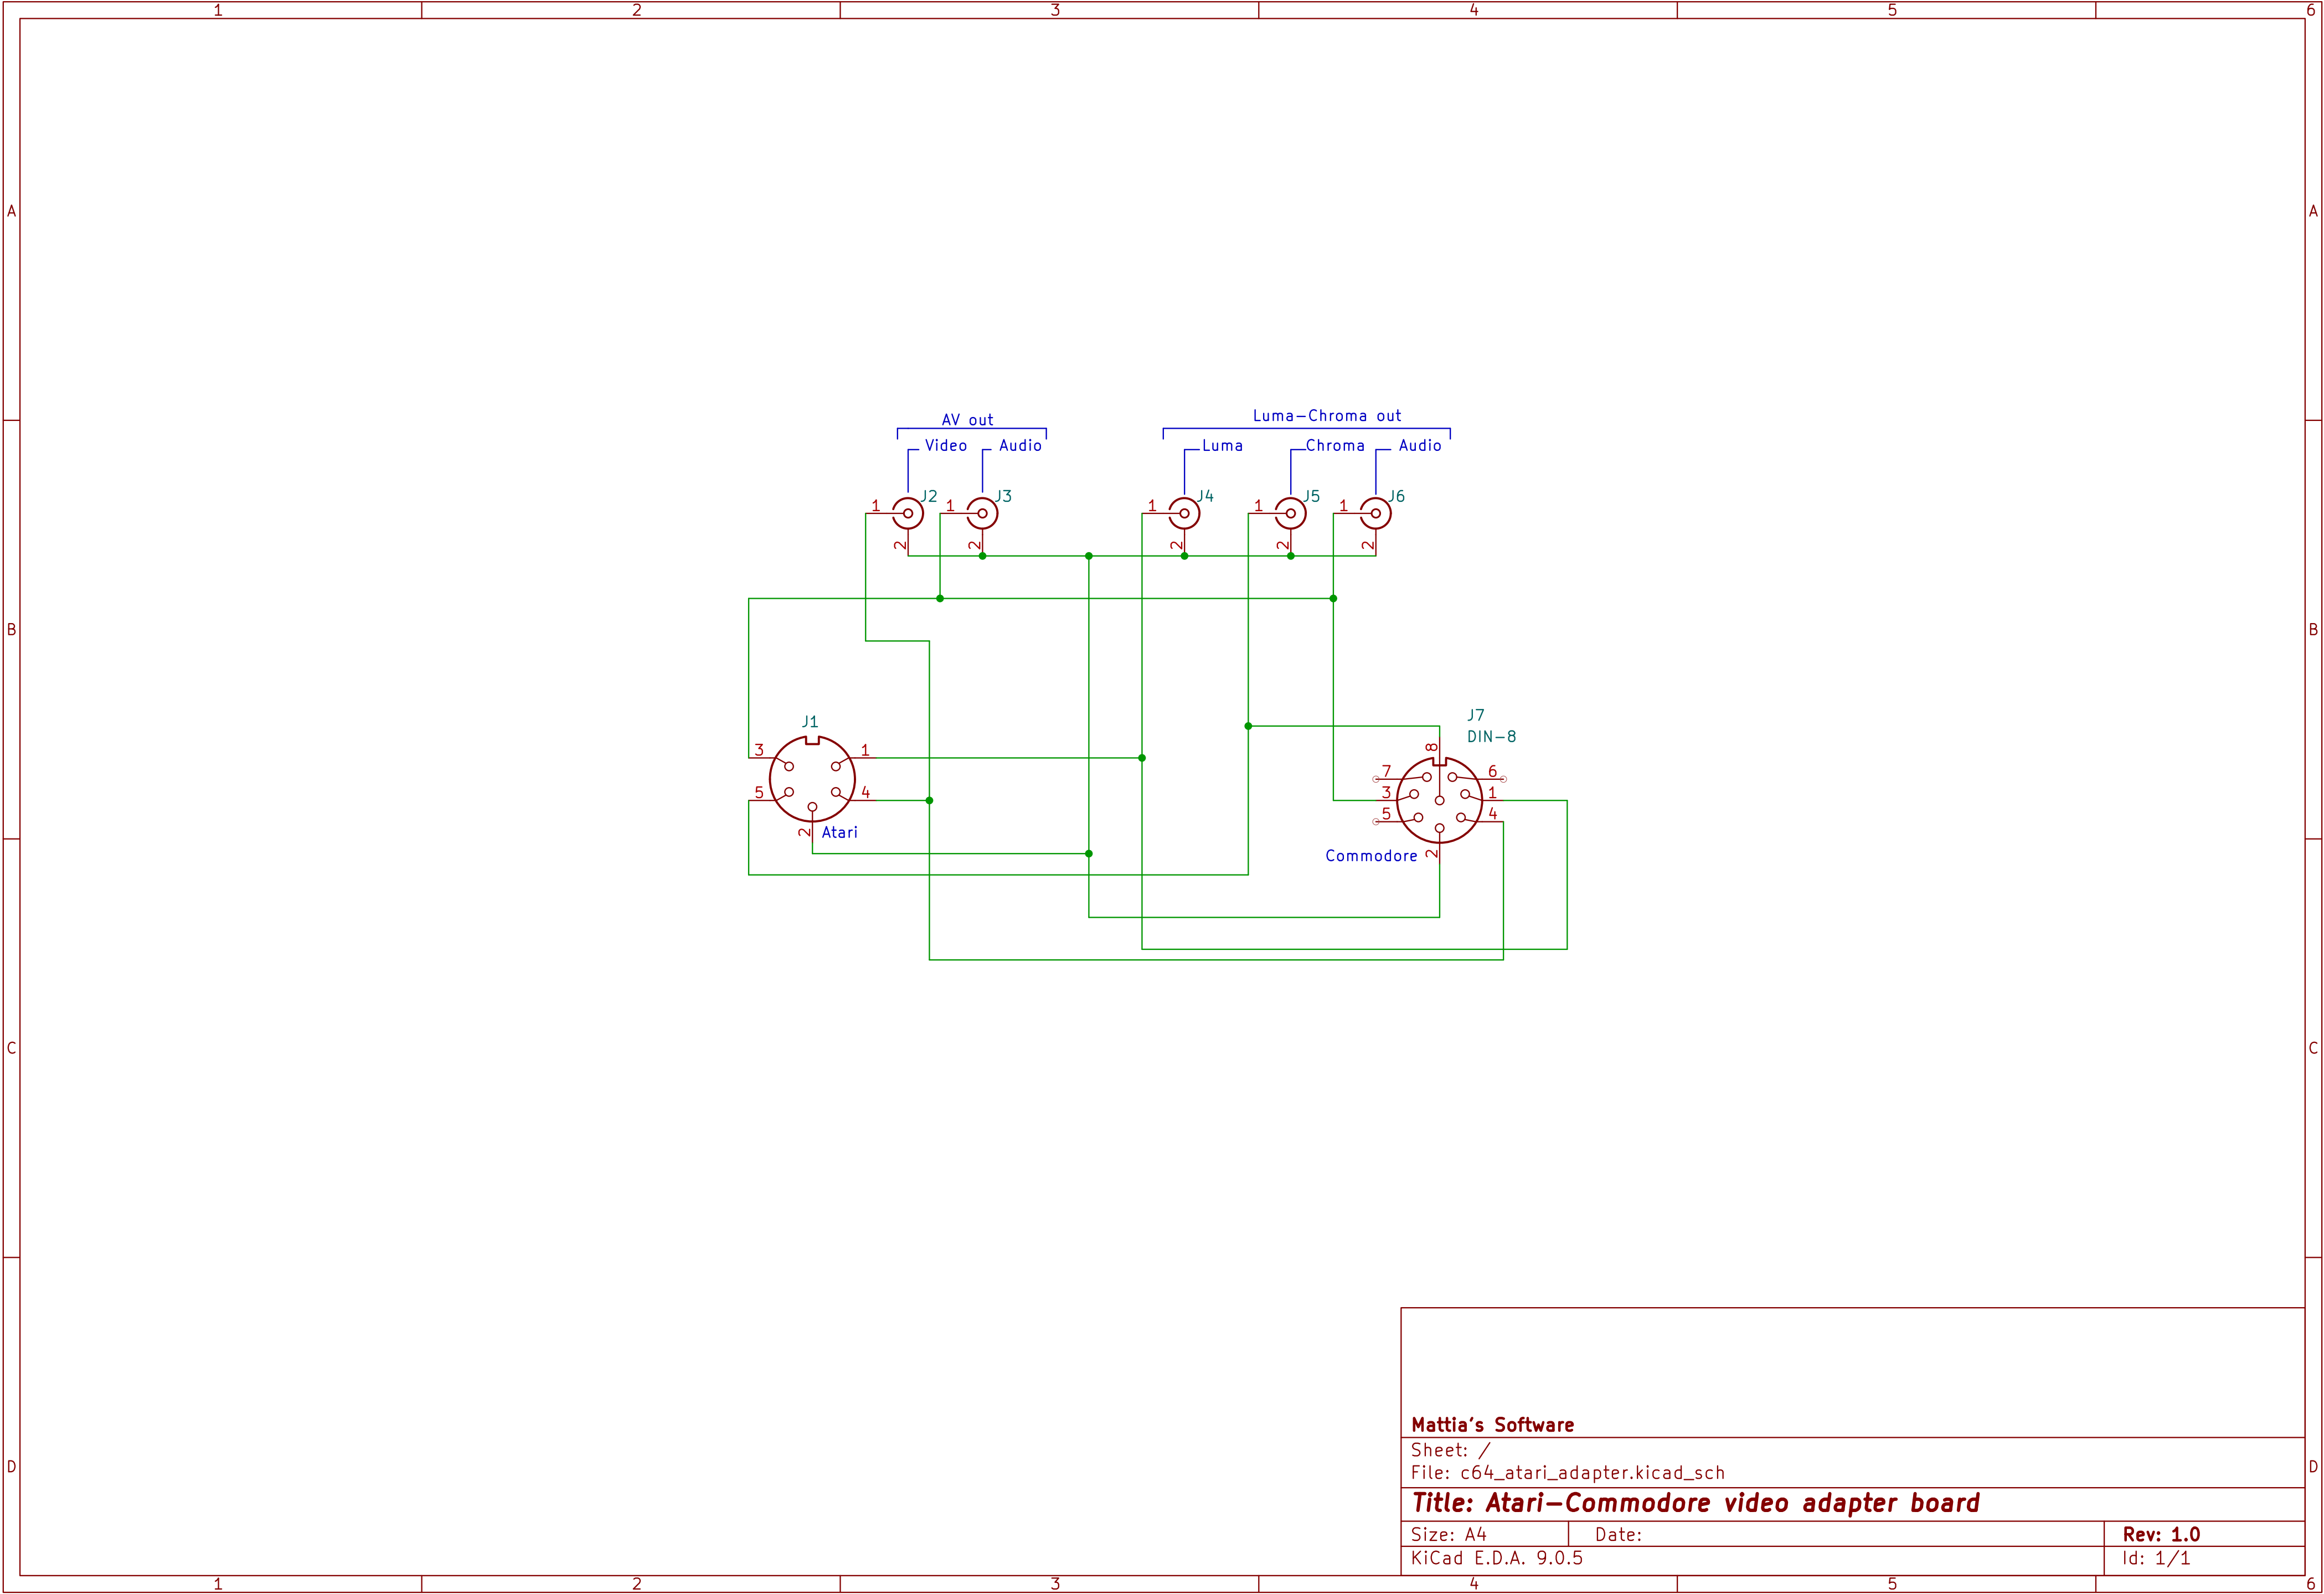 1 2 3 4 5 6
A A
AV out
Luma-Chroma out
Video Audio Luma Chroma Audio
J2 J3 J4 J5 J6
1 1 1 1 1
2 2 2 2 2
B B
J1
J7
DIN-8
3 1
8
7 6
5 4
3 1
5 4
2 Atari
Commodore 2
C C
Mattia's Software
Sheet: /
File: c64_atari_adapter.kicad_sch
D D
Title: Atari-Commodore video adapter board
Size: A4 Date: Rev: 1.0
KiCad E.D.A. 9.0.5 Id: 1/1
1 2 3 4 5 6